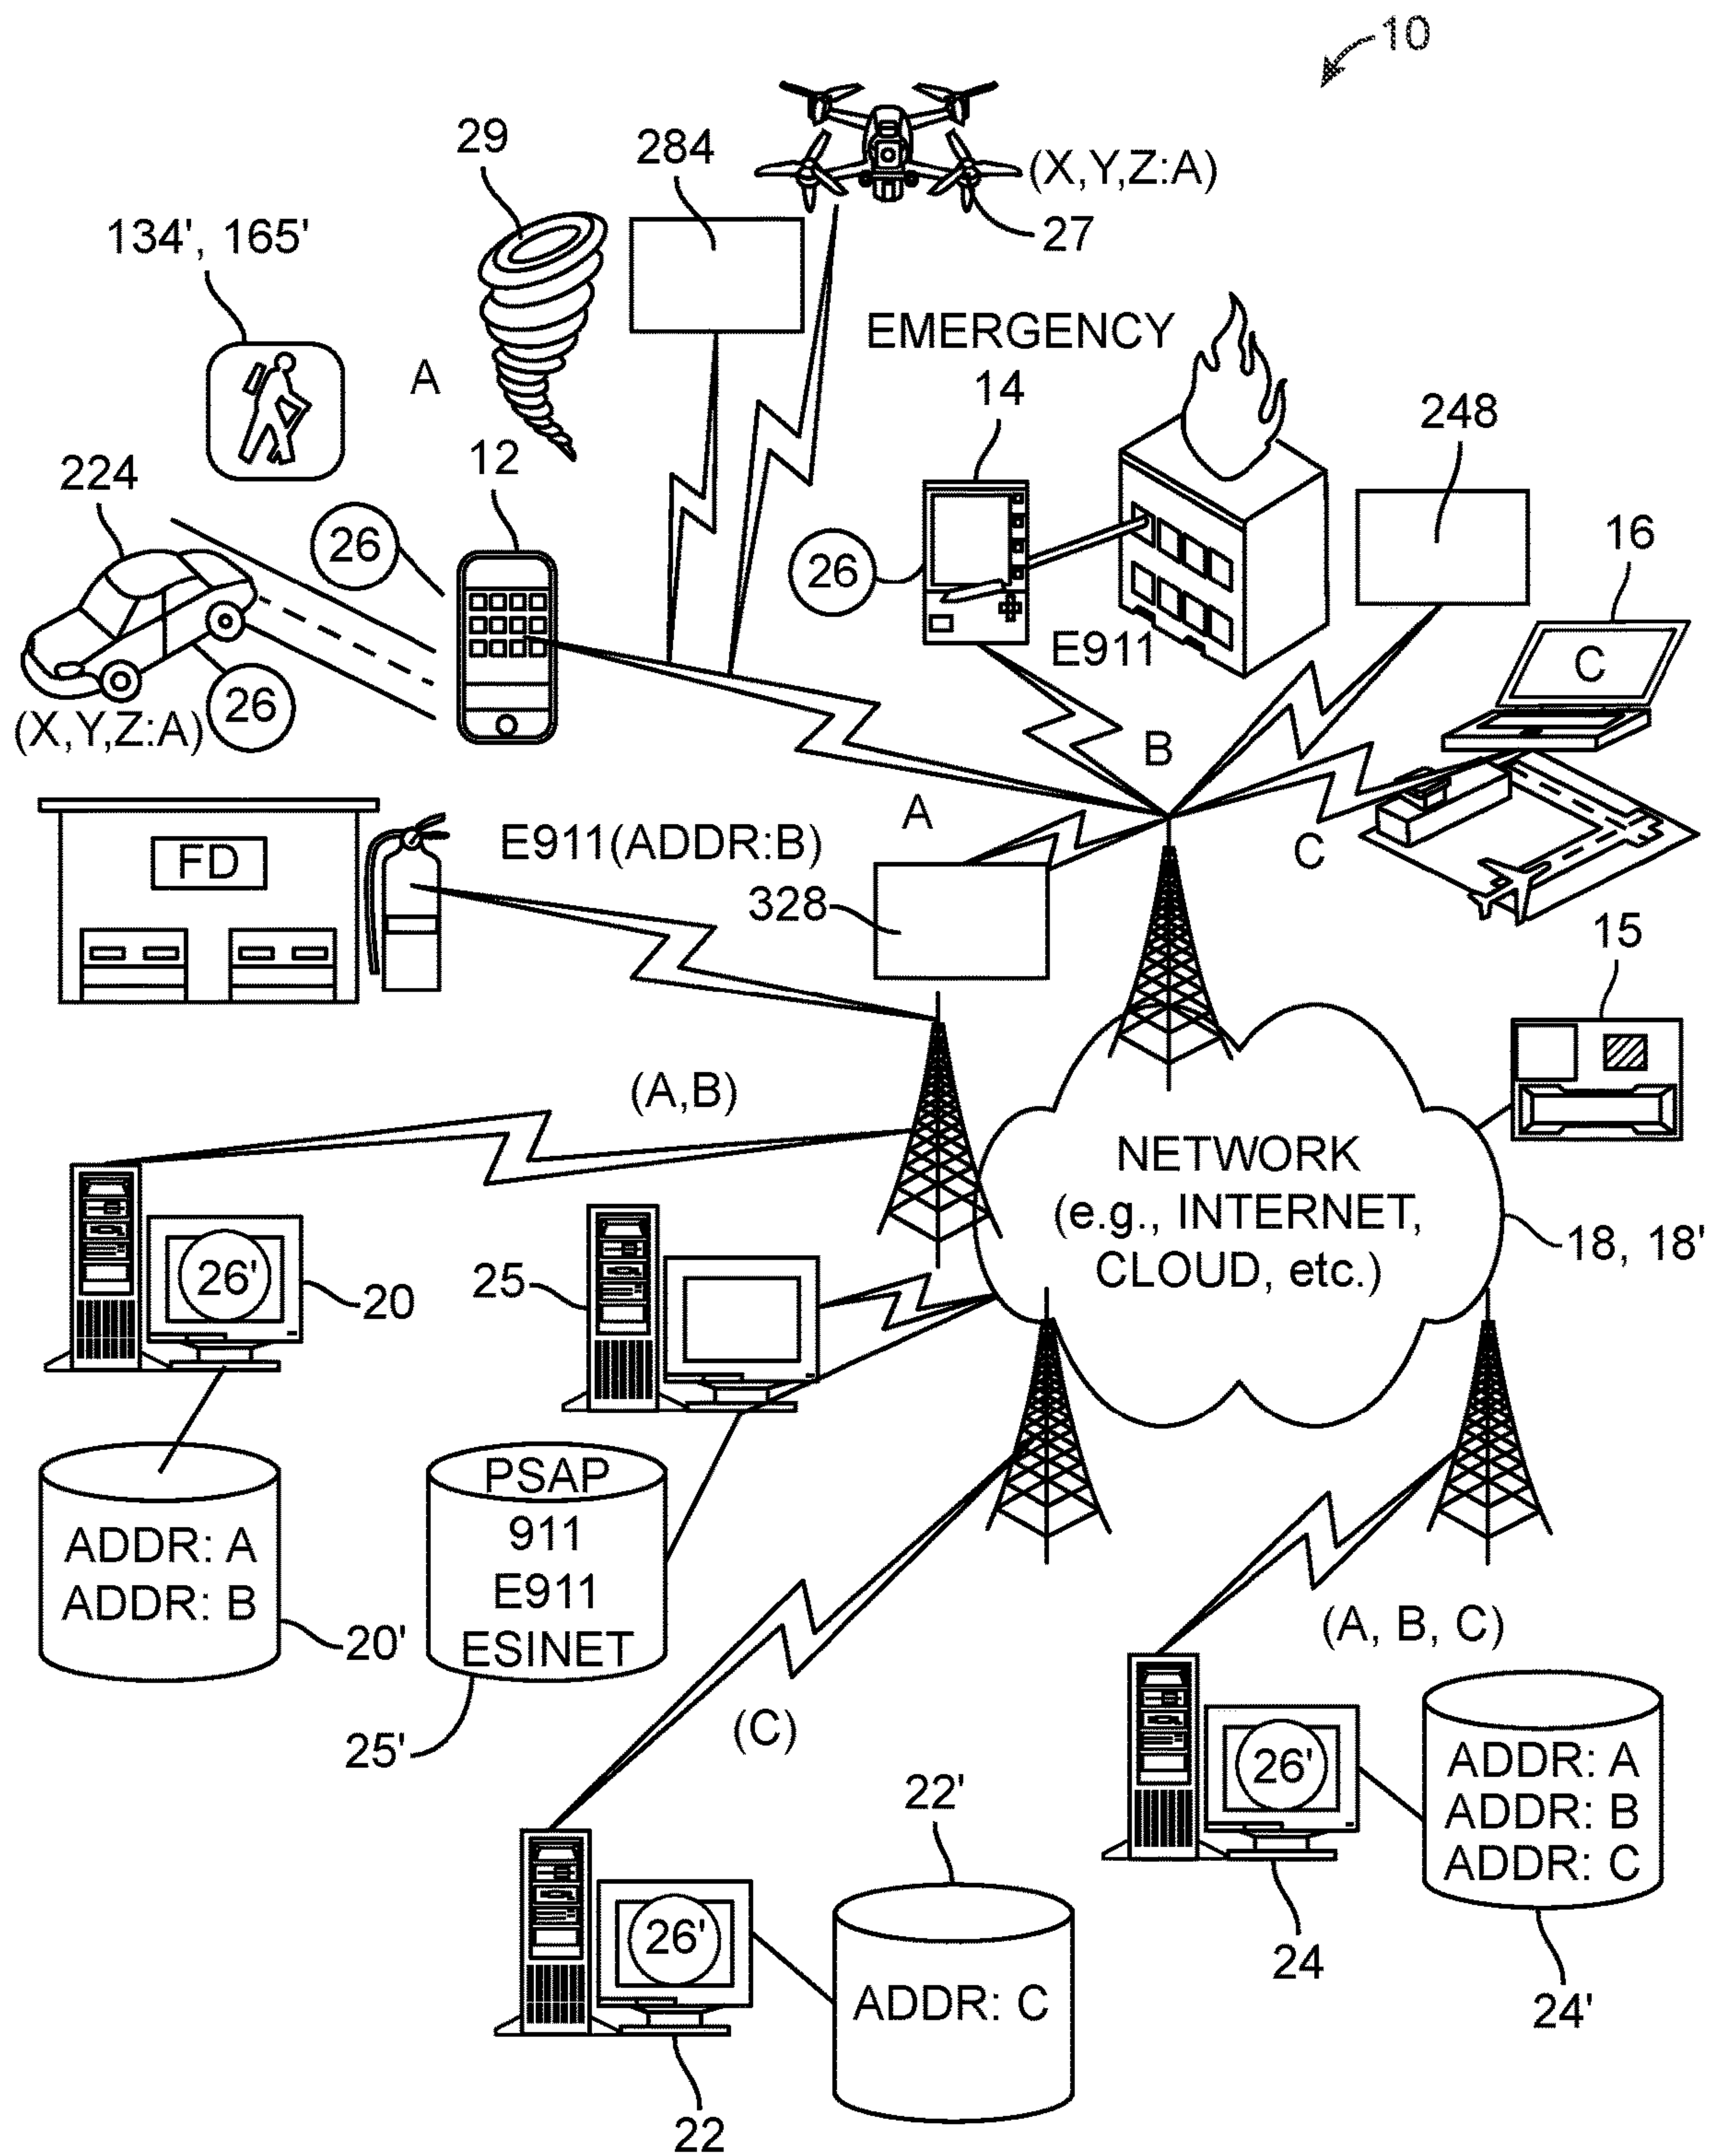 10
29
284
(X,Y,Z:A)
27
134', 165'
EMERGENCY
A
14
248
12
224
26
26
16
C
E911
26
(X,Y,Z:A)
B
A
C
E911(ADDR:B)
FD
328
15
(A,B)
NETWORK
(e.g., INTERNET,
CLOUD, etc.)
18, 18'
26'
20
25
PSAP
911
E911
ESINET
ADDR: A
ADDR: B
20'
25'
(A, B, C)
(C)
26'
ADDR: A
ADDR: B
ADDR: C
22'
24
24'
26'
ADDR: C
22